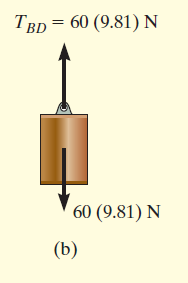 T_BD = 60 (9.81) N
60 (9.81) N
(b)